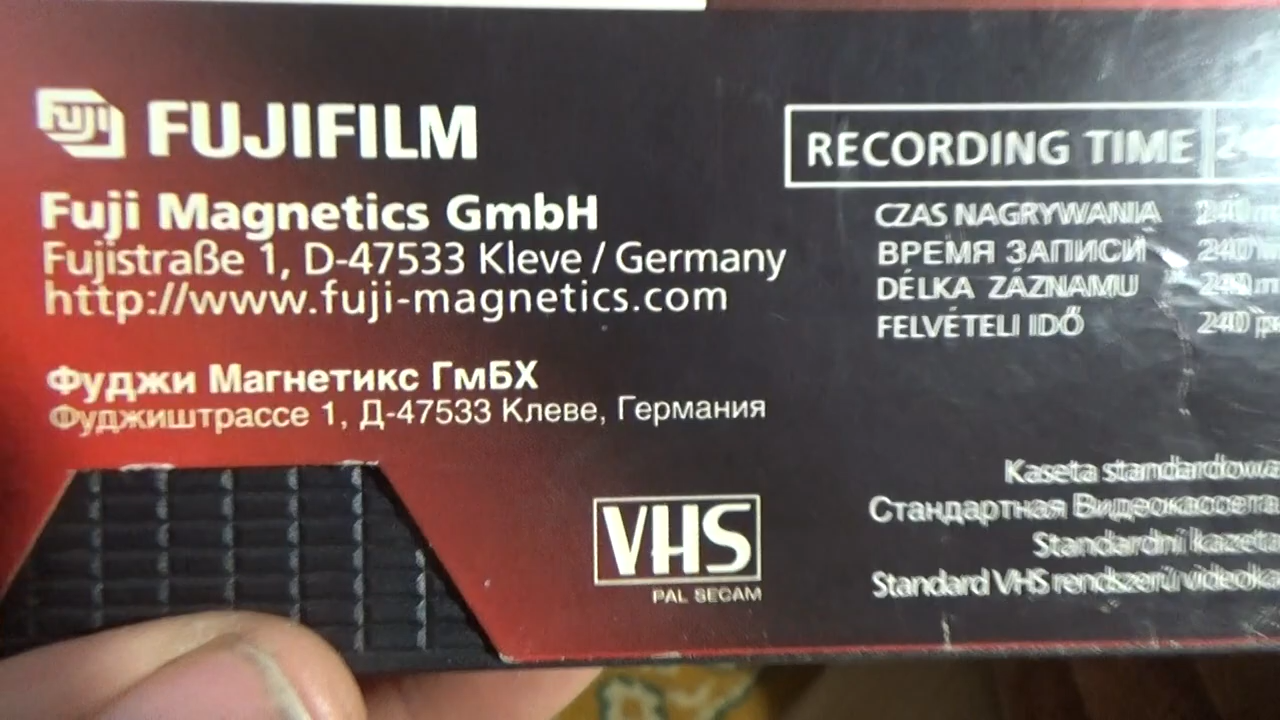 Fuji FUJIFILM
Fuji Magnetics GmbH
Fujistraße 1, D-47533 Kleve / Germany
http://www.fuji-magnetics.com
Фуджи Магнетикс ГмБХ
Фуджиштрассе 1, Д-47533 Клеве, Германия
RECORDING TIME
CZAS NAGRYWANIA 240
ВРЕМЯ ЗАПИСИ 240
DÉLKA ZÁZNAMU 240
FELVÉTELI IDŐ 240
Kaseta standardowa
Стандартная Видеокассета
Standardní kazeta
Standard VHS rendszerű
VHS
PAL SECAM